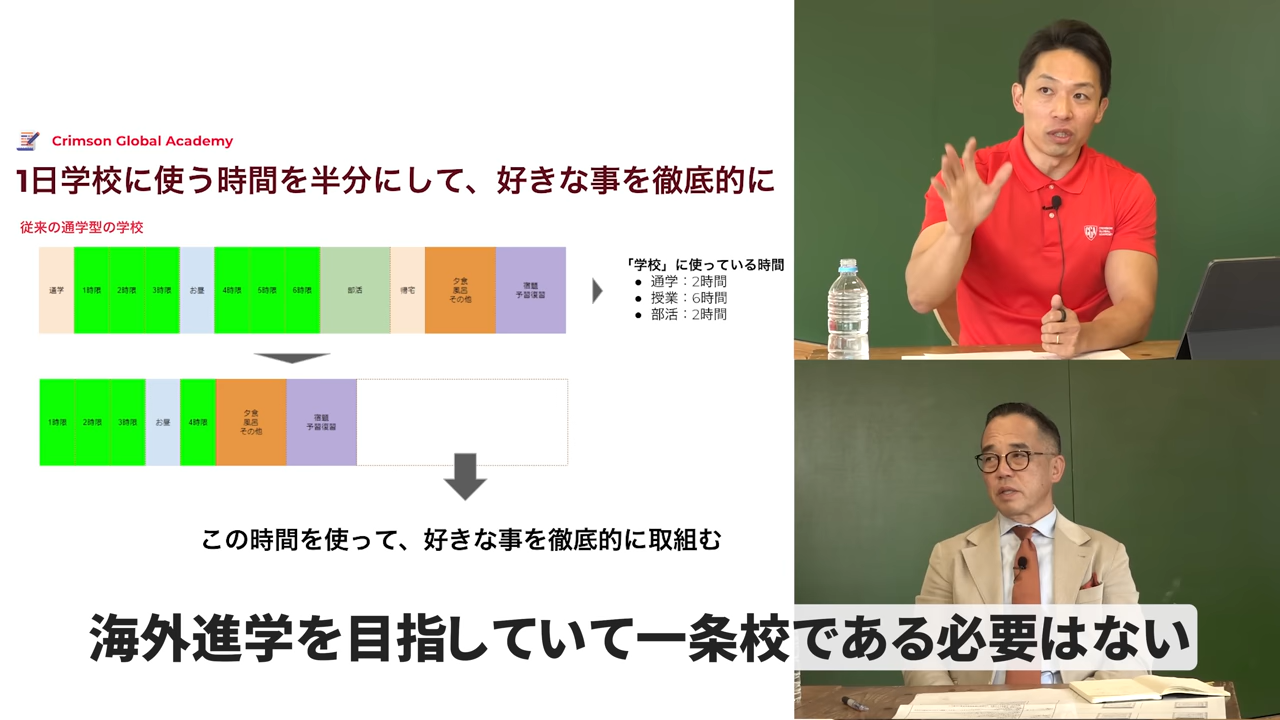 Crimson Global Academy
1日学校に使う時間を半分にして、好きな事を徹底的に
従来の通学型の学校
通学
1時限
2時限
3時限
お昼
4時限
5時限
6時限
部活
帰宅
夕食
風呂
その他
宿題
予習復習
「学校」に使っている時間
● 通学：2時間
● 授業：6時間
● 部活：2時間
1時限
2時限
3時限
お昼
4時限
夕食
風呂
その他
宿題
予習復習
この時間を使って、好きな事を徹底的に取組む
海外進学を目指していて一条校である必要はない